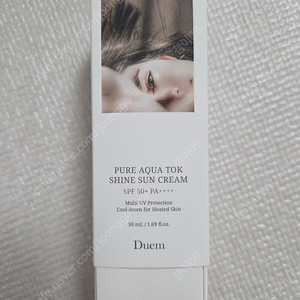 PURE AQUA TOK
SHINE SUN CREAM
SPF 50+ PA++++
Multi UV Protection
Cool-down for Heated Skin
50 mL / 1.69 fl.oz.
Duem